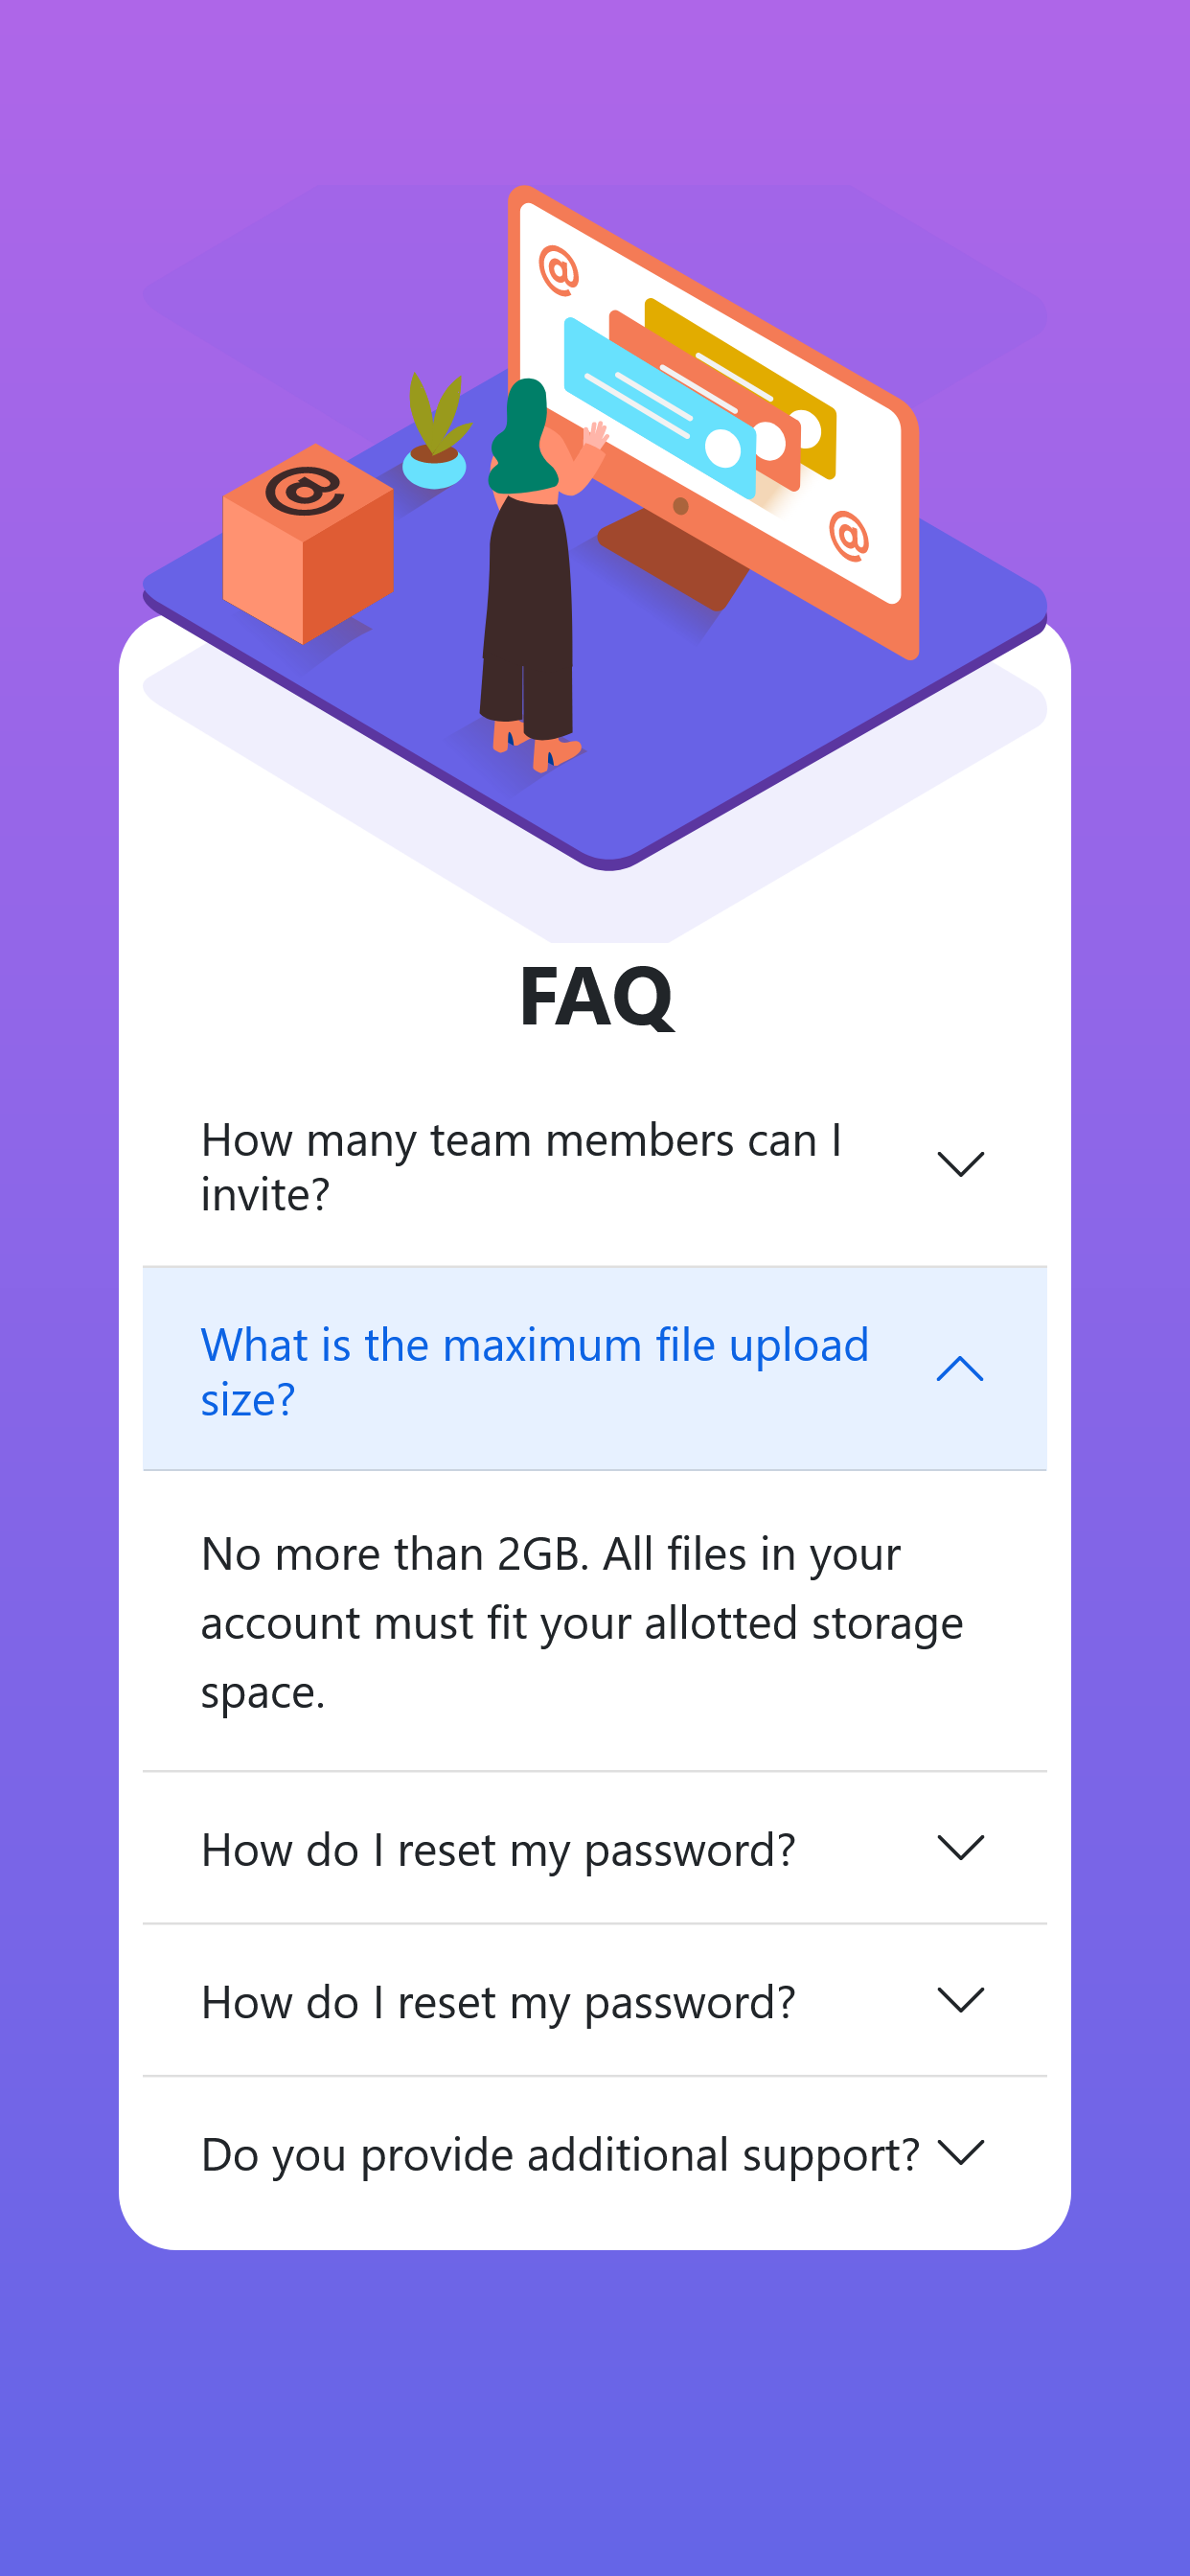 @
@
@
FAQ
How many team members can I
invite?
What is the maximum file upload
size?
No more than 2GB. All files in your
account must fit your allotted storage
space.
How do I reset my password?
How do I reset my password?
Do you provide additional support?